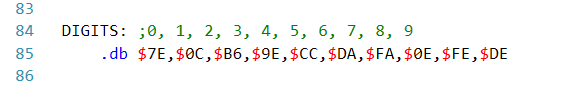 83
84 DIGITS: ;0, 1, 2, 3, 4, 5, 6, 7, 8, 9
85 .db $7E,$0C,$B6,$9E,$CC,$DA,$FA,$0E,$FE,$DE
86